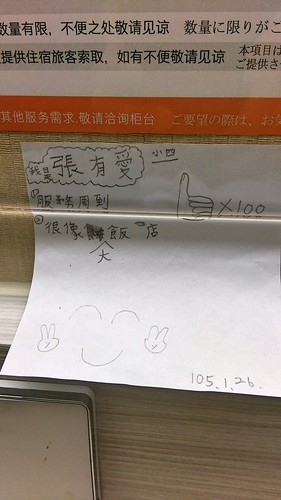 数量有限，不便之处敬请见谅 数量に限りがご
提供住宿旅客索取，如有不便敬请见谅 本項目は
ご提供さ
其他服务需求.敬请洽询柜台 ご要望の際は、お気
我是 張有愛 小四
①服務周到 X100
②很像飯店
大
105.1.26.